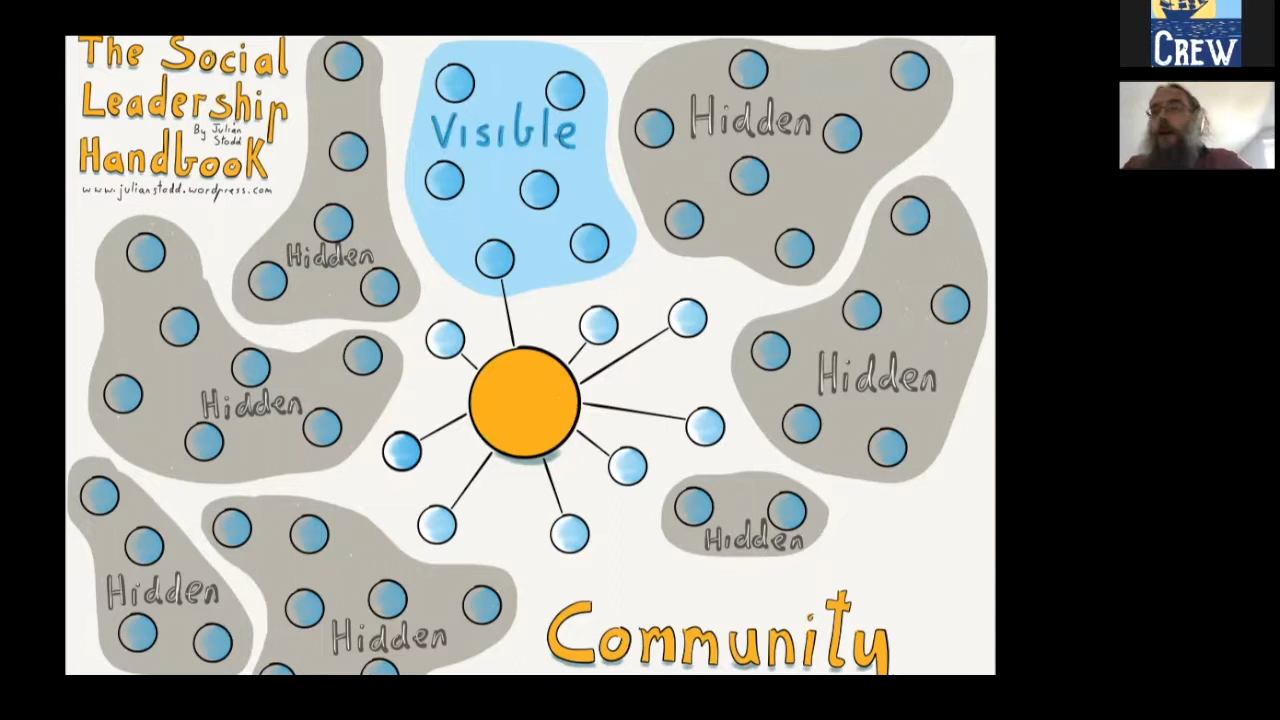 The Social
Leadership
By Julian
Stodd
Handbook
www.julianstodd.wordpress.com
Visible
Hidden
Hidden
Hidden
Hidden
Hidden
Hidden
Hidden
Community
CREW